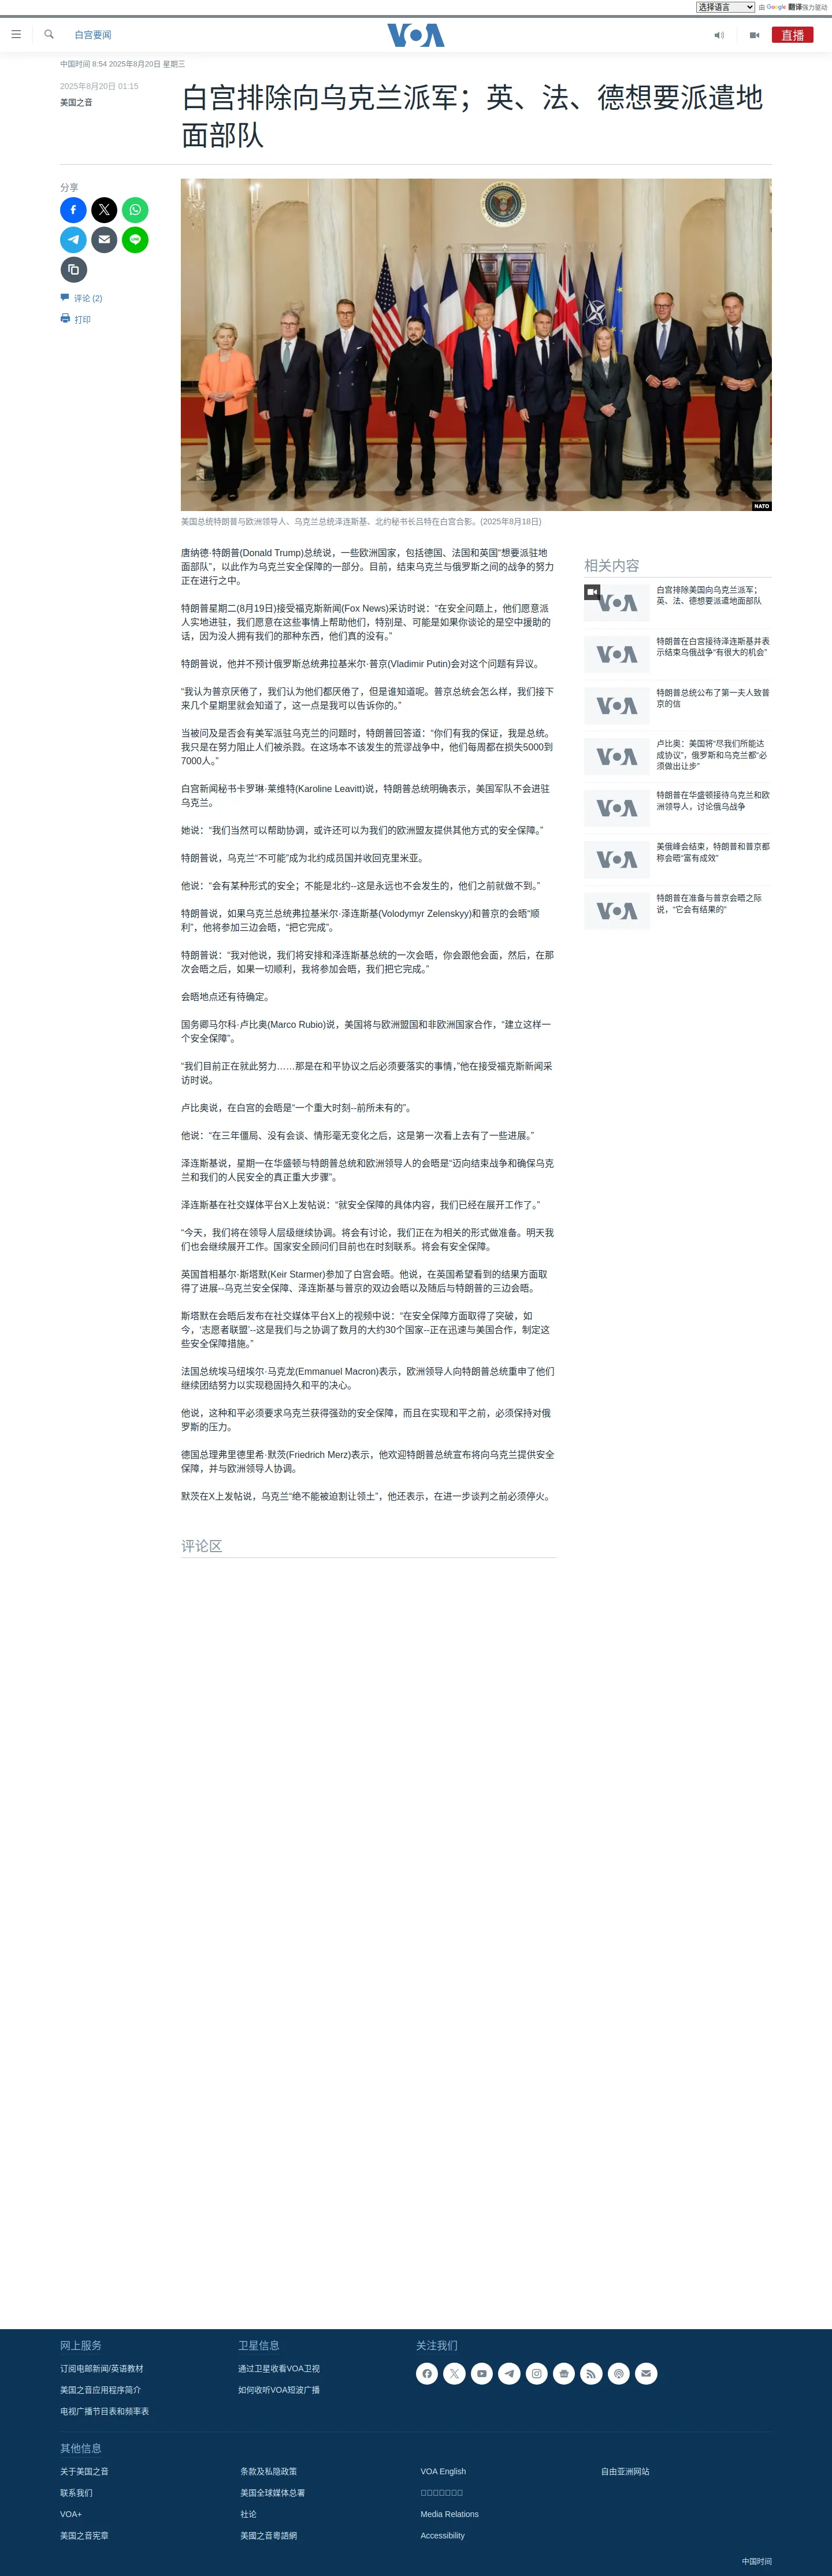 选择语言
由 Google 翻译强力驱动
白宫要闻
VOA
直播
中国时间 8:54 2025年8月20日 星期三
2025年8月20日 01:15
美国之音
白宫排除向乌克兰派军；英、法、德想要派遣地
面部队
分享
评论 (2)
打印
NATO
美国总统特朗普与欧洲领导人、乌克兰总统泽连斯基、北约秘书长吕特在白宫合影。(2025年8月18日)
唐纳德·特朗普(Donald Trump)总统说，一些欧洲国家，包括德国、法国和英国“想要派驻地
面部队”，以此作为乌克兰安全保障的一部分。目前，结束乌克兰与俄罗斯之间的战争的努力
正在进行之中。
特朗普星期二(8月19日)接受福克斯新闻(Fox News)采访时说：“在安全问题上，他们愿意派
人实地进驻，我们愿意在这些事情上帮助他们，特别是、可能是如果你谈论的是空中援助的
话，因为没人拥有我们的那种东西，他们真的没有。”
特朗普说，他并不预计俄罗斯总统弗拉基米尔·普京(Vladimir Putin)会对这个问题有异议。
“我认为普京厌倦了，我们认为他们都厌倦了，但是谁知道呢。普京总统会怎么样，我们接下
来几个星期里就会知道了，这一点是我可以告诉你的。”
当被问及是否会有美军派驻乌克兰的问题时，特朗普回答道：“你们有我的保证，我是总统。
我只是在努力阻止人们被杀戮。在这场本不该发生的荒谬战争中，他们每周都在损失5000到
7000人。”
白宫新闻秘书卡罗琳·莱维特(Karoline Leavitt)说，特朗普总统明确表示，美国军队不会进驻
乌克兰。
她说：“我们当然可以帮助协调，或许还可以为我们的欧洲盟友提供其他方式的安全保障。”
特朗普说，乌克兰“不可能”成为北约成员国并收回克里米亚。
他说：“会有某种形式的安全；不能是北约--这是永远也不会发生的，他们之前就做不到。”
特朗普说，如果乌克兰总统弗拉基米尔·泽连斯基(Volodymyr Zelenskyy)和普京的会晤“顺
利”，他将参加三边会晤，“把它完成”。
特朗普说：“我对他说，我们将安排和泽连斯基总统的一次会晤，你会跟他会面，然后，在那
次会晤之后，如果一切顺利，我将参加会晤，我们把它完成。”
会晤地点还有待确定。
国务卿马尔科·卢比奥(Marco Rubio)说，美国将与欧洲盟国和非欧洲国家合作，“建立这样一
个安全保障”。
“我们目前正在就此努力……那是在和平协议之后必须要落实的事情，”他在接受福克斯新闻采
访时说。
卢比奥说，在白宫的会晤是“一个重大时刻--前所未有的”。
他说：“在三年僵局、没有会谈、情形毫无变化之后，这是第一次看上去有了一些进展。”
泽连斯基说，星期一在华盛顿与特朗普总统和欧洲领导人的会晤是“迈向结束战争和确保乌克
兰和我们的人民安全的真正重大步骤”。
泽连斯基在社交媒体平台X上发帖说：“就安全保障的具体内容，我们已经在展开工作了。”
“今天，我们将在领导人层级继续协调。将会有讨论，我们正在为相关的形式做准备。明天我
们也会继续展开工作。国家安全顾问们目前也在时刻联系。将会有安全保障。
英国首相基尔·斯塔默(Keir Starmer)参加了白宫会晤。他说，在英国希望看到的结果方面取
得了进展--乌克兰安全保障、泽连斯基与普京的双边会晤以及随后与特朗普的三边会晤。
斯塔默在会晤后发布在社交媒体平台X上的视频中说：“在安全保障方面取得了突破，如
今，‘志愿者联盟’--这是我们与之协调了数月的大约30个国家--正在迅速与美国合作，制定这
些安全保障措施。”
法国总统埃马纽埃尔·马克龙(Emmanuel Macron)表示，欧洲领导人向特朗普总统重申了他们
继续团结努力以实现稳固持久和平的决心。
他说，这种和平必须要求乌克兰获得强劲的安全保障，而且在实现和平之前，必须保持对俄
罗斯的压力。
德国总理弗里德里希·默茨(Friedrich Merz)表示，他欢迎特朗普总统宣布将向乌克兰提供安全
保障，并与欧洲领导人协调。
默茨在X上发帖说，乌克兰“绝不能被迫割让领土”，他还表示，在进一步谈判之前必须停火。
相关内容
VOA
白宫排除美国向乌克兰派军；
英、法、德想要派遣地面部队
VOA
特朗普在白宫接待泽连斯基并表
示结束乌俄战争“有很大的机会”
VOA
特朗普总统公布了第一夫人致普
京的信
VOA
卢比奥：美国将“尽我们所能达
成协议”，俄罗斯和乌克兰都“必
须做出让步”
VOA
特朗普在华盛顿接待乌克兰和欧
洲领导人，讨论俄乌战争
VOA
美俄峰会结束，特朗普和普京都
称会晤“富有成效”
VOA
特朗普在准备与普京会晤之际
说，“它会有结果的”
评论区
网上服务
订阅电邮新闻/英语教材
美国之音应用程序简介
电视广播节目表和频率表
卫星信息
通过卫星收看VOA卫视
如何收听VOA短波广播
关注我们
其他信息
关于美国之音
联系我们
VOA+
美国之音宪章
条款及私隐政策
美国全球媒体总署
社论
美國之音粵語網
VOA English
Media Relations
Accessibility
自由亚洲网站
中国时间